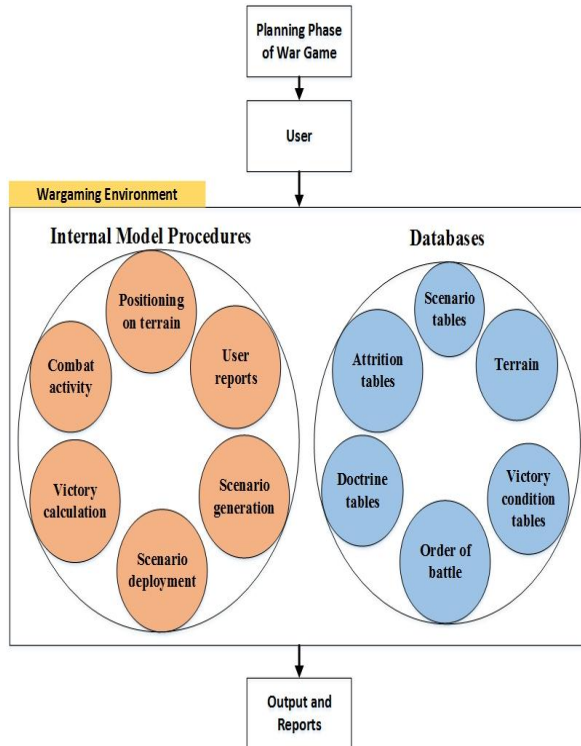 Planning Phase
of War Game
User
Wargaming Environment
Internal Model Procedures
Positioning
on terrain
User
reports
Scenario
generation
Scenario
deployment
Victory
calculation
Combat
activity
Databases
Scenario
tables
Terrain
Victory
condition
tables
Order of
battle
Doctrine
tables
Attrition
tables
Output and
Reports